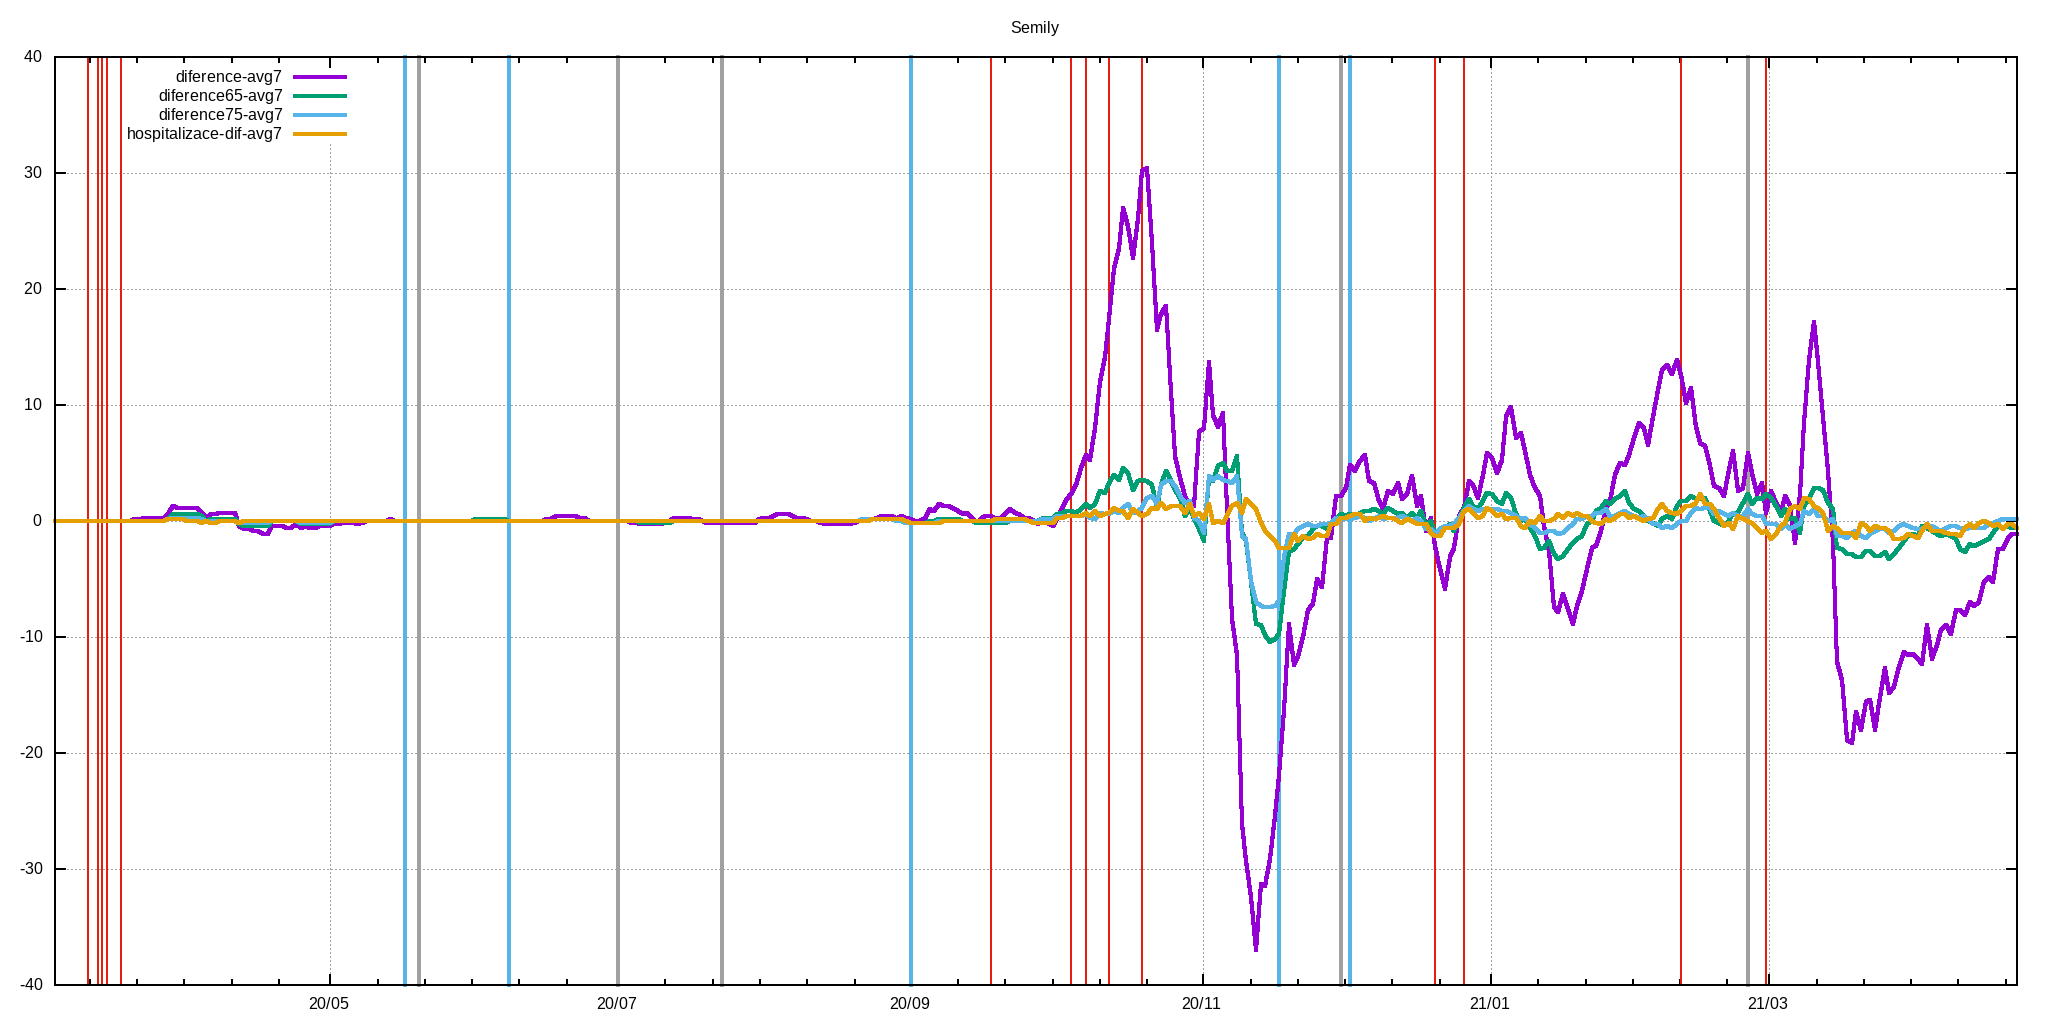 Semily
40
diference-avg7
diference65-avg7
diference75-avg7
hospitalizace-dif-avg7
30
20
10
0
-10
-20
-30
-40
20/05 20/07 20/09 20/11 21/01 21/03